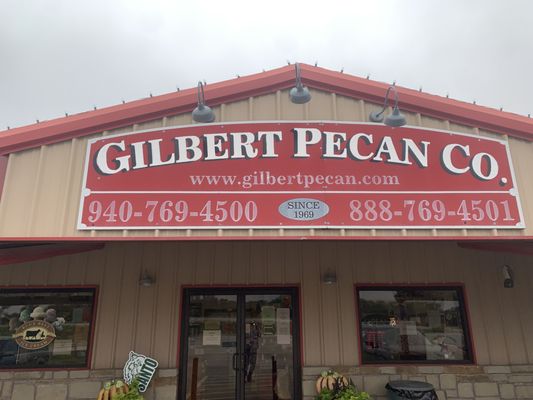 GILBERT PECAN CO.
www.gilbertpecan.com
940-769-4500 SINCE 1969 888-769-4501